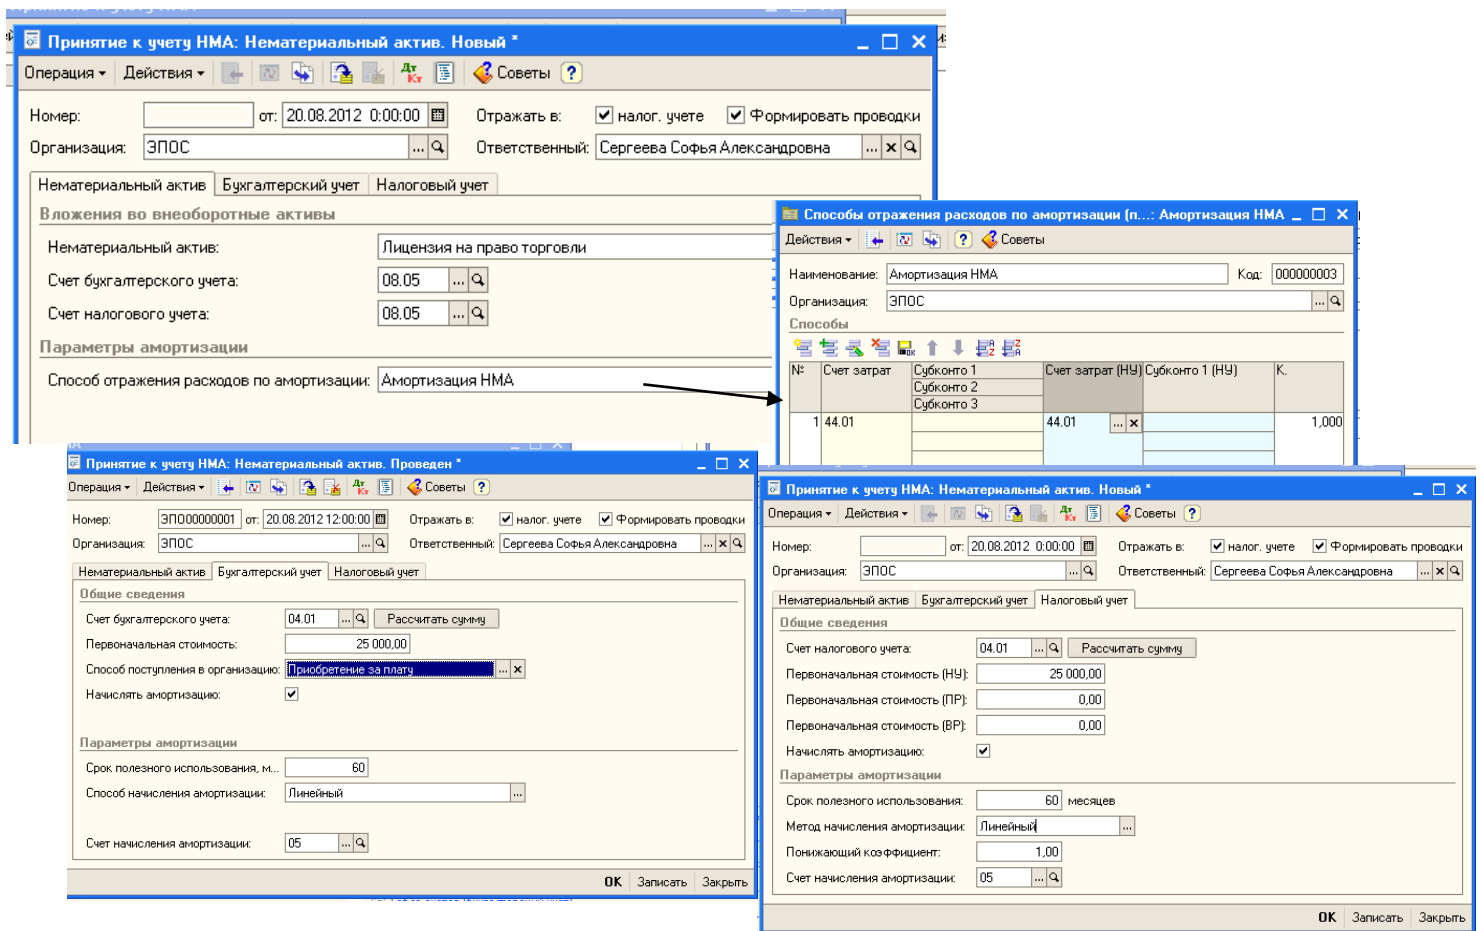 Принятие к учету НМА: Нематериальный актив. Новый *
Операция Действия Дт Кт Советы ?
Номер: от: 20.08.2012 0:00:00 Отражать в: налог. учете Формировать проводки
Организация: ЭПОС ... Ответственный: Сергеева Софья Александровна ... x
Нематериальный актив Бухгалтерский учет Налоговый учет
Вложения во внеоборотные активы
Нематериальный актив: Лицензия на право торговли
Счет бухгалтерского учета: 08.05 ...
Счет налогового учета: 08.05 ...
Параметры амортизации
Способ отражения расходов по амортизации: Амортизация НМА
Способы отражения расходов по амортизации (п...: Амортизация НМА
Действия ? Советы
Наименование: Амортизация НМА Код: 000000003
Организация: ЭПОС ...
Способы
№ Счет затрат Субконто 1 Счет затрат (НУ) Субконто 1 (НУ) К.
Субконто 2
Субконто 3
1 44.01 44.01 ... x 1,000
Принятие к учету НМА: Нематериальный актив. Проведен *
Операция Действия Дт Кт Советы ?
Номер: ЭПО00000001 от: 20.08.2012 12:00:00 Отражать в: налог. учете Формировать проводки
Организация: ЭПОС ... Ответственный: Сергеева Софья Александровна ... x
Нематериальный актив Бухгалтерский учет Налоговый учет
Общие сведения
Счет бухгалтерского учета: 04.01 ... Рассчитать сумму
Первоначальная стоимость: 25 000,00
Способ поступления в организацию: Приобретение за плату ... x
Начислять амортизацию:
Параметры амортизации
Срок полезного использования, м... 60
Способ начисления амортизации: Линейный ...
Счет начисления амортизации: 05 ...
OK Записать Закрыть
Принятие к учету НМА: Нематериальный актив. Новый *
Операция Действия Дт Кт Советы ?
Номер: от: 20.08.2012 0:00:00 Отражать в: налог. учете Формировать проводки
Организация: ЭПОС ... Ответственный: Сергеева Софья Александровна ... x
Нематериальный актив Бухгалтерский учет Налоговый учет
Общие сведения
Счет налогового учета: 04.01 ... Рассчитать сумму
Первоначальная стоимость (НУ): 25 000,00
Первоначальная стоимость (ПР): 0,00
Первоначальная стоимость (ВР): 0,00
Начислять амортизацию:
Параметры амортизации
Срок полезного использования: 60 месяцев
Метод начисления амортизации: Линейный ...
Понижающий коэффициент: 1,00
Счет начисления амортизации: 05 ...
OK Записать Закрыть